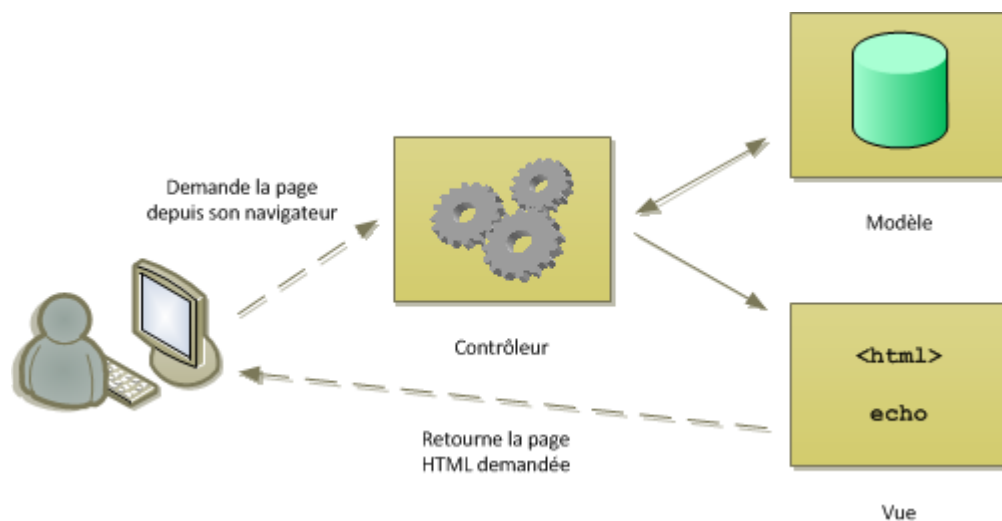 Demande la page
depuis son navigateur
Contrôleur
Modèle
<html>
echo
Vue
Retourne la page
HTML demandée